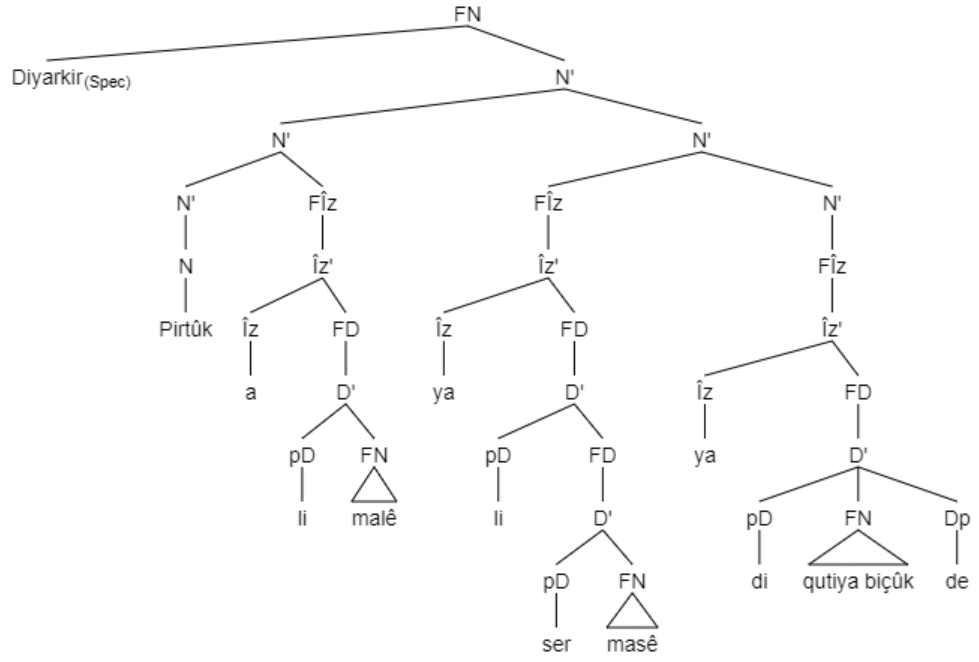 FN
Diyarkir(Spec) N'
N' N'
N' FÎz FÎz N'
N Îz' Îz' FÎz
Pirtûk Îz FD Îz FD Îz'
a D' ya D' Îz FD
pD FN pD FD ya D'
li malê li D' pD FN Dp
pD FN di qutiya biçûk de
ser masê